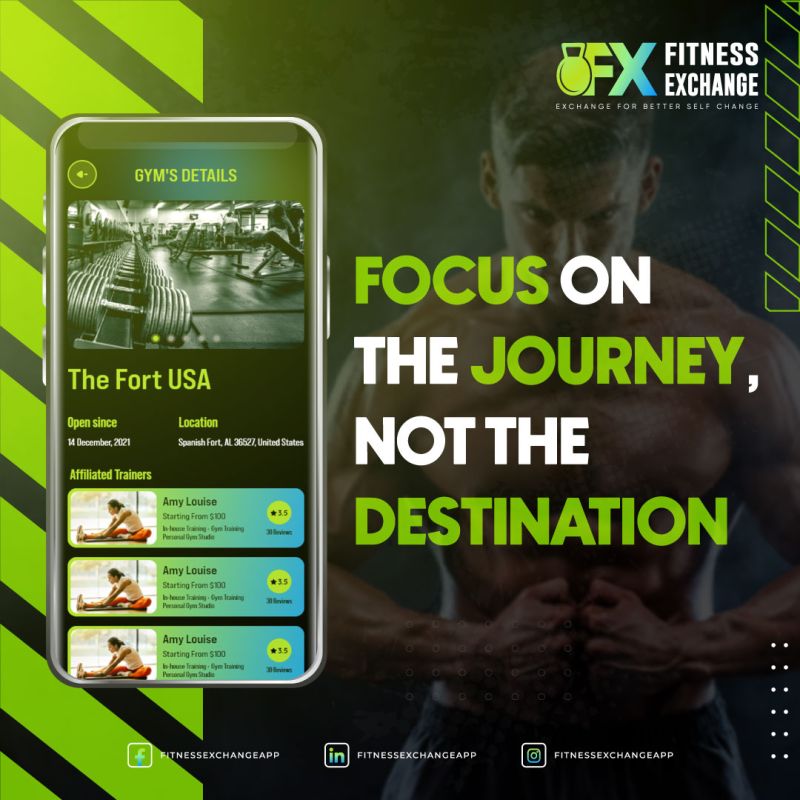 FX FITNESS
EXCHANGE
EXCHANGE FOR BETTER SELF CHANGE
GYM'S DETAILS
The Fort USA
Open since
Location
14 December, 2021
Spanish Fort, AL 36527, United States
Affiliated Trainers
Amy Louise
Starting From $100
In-house Training - Gym Training
Personal Gym Studio
★3.5
30 Reviews
Amy Louise
Starting From $100
In-house Training - Gym Training
Personal Gym Studio
★3.5
30 Reviews
Amy Louise
Starting From $100
In-house Training - Gym Training
Personal Gym Studio
★3.5
30 Reviews
FOCUS ON
THE JOURNEY,
NOT THE
DESTINATION
FITNESSEXCHANGEAPP
in FITNESSEXCHANGEAPP
FITNESSEXCHANGEAPP